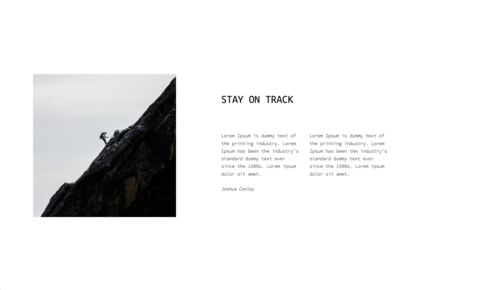 STAY ON TRACK
Lorem Ipsum is dummy text of
the printing industry. Lorem
Ipsum has been the industry's
standard dummy text ever
since the 1500s. Lorem ipsum
dolor sit amet.
Joshua Conley
Lorem Ipsum is dummy text of
the printing industry. Lorem
Ipsum has been the industry's
standard dummy text ever
since the 1500s. Lorem ipsum
dolor sit amet.